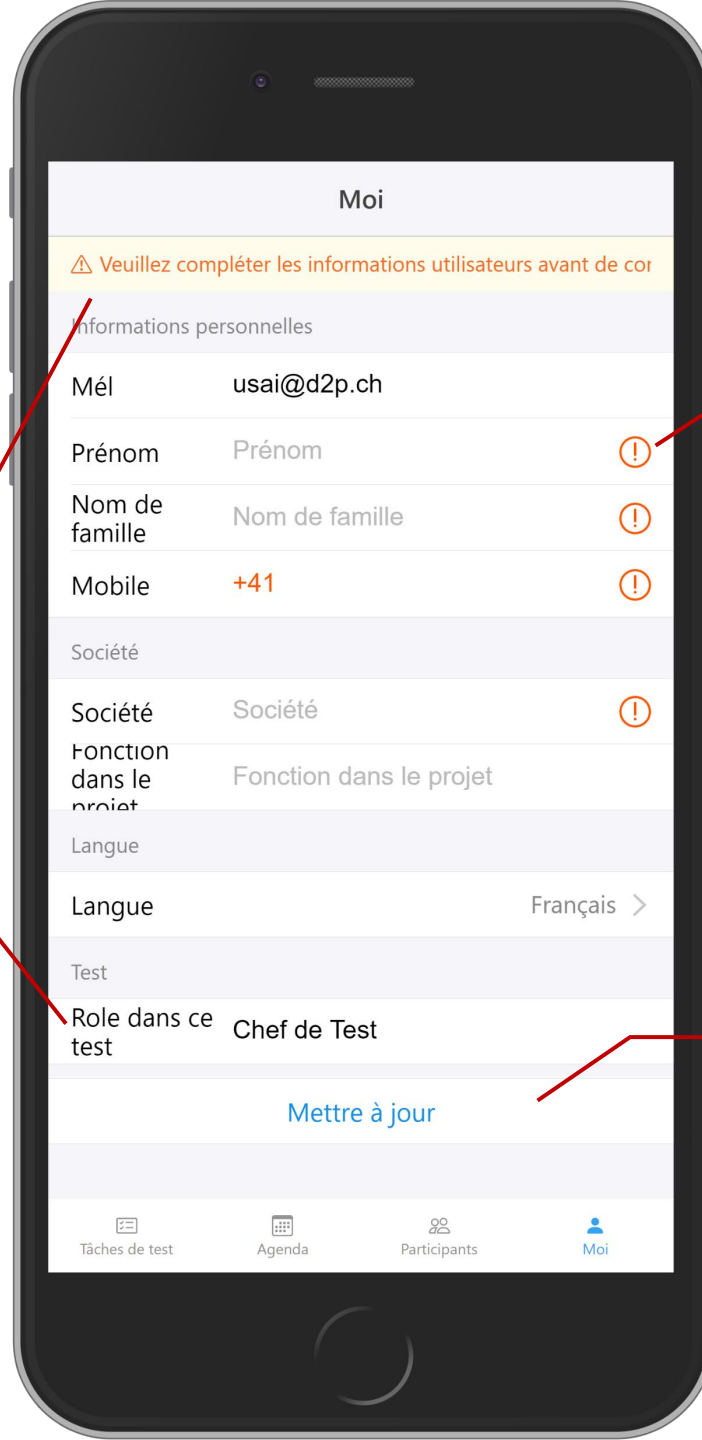 Moi
Veuillez compléter les informations utilisateurs avant de cor
Informations personnelles
Mél usai@d2p.ch
Prénom Prénom
Nom de famille Nom de famille
Mobile +41
Société
Société Société
Fonction dans le projet Fonction dans le projet
Langue
Langue Français
Test
Role dans ce test Chef de Test
Mettre à jour
Tâches de test Agenda Participants Moi